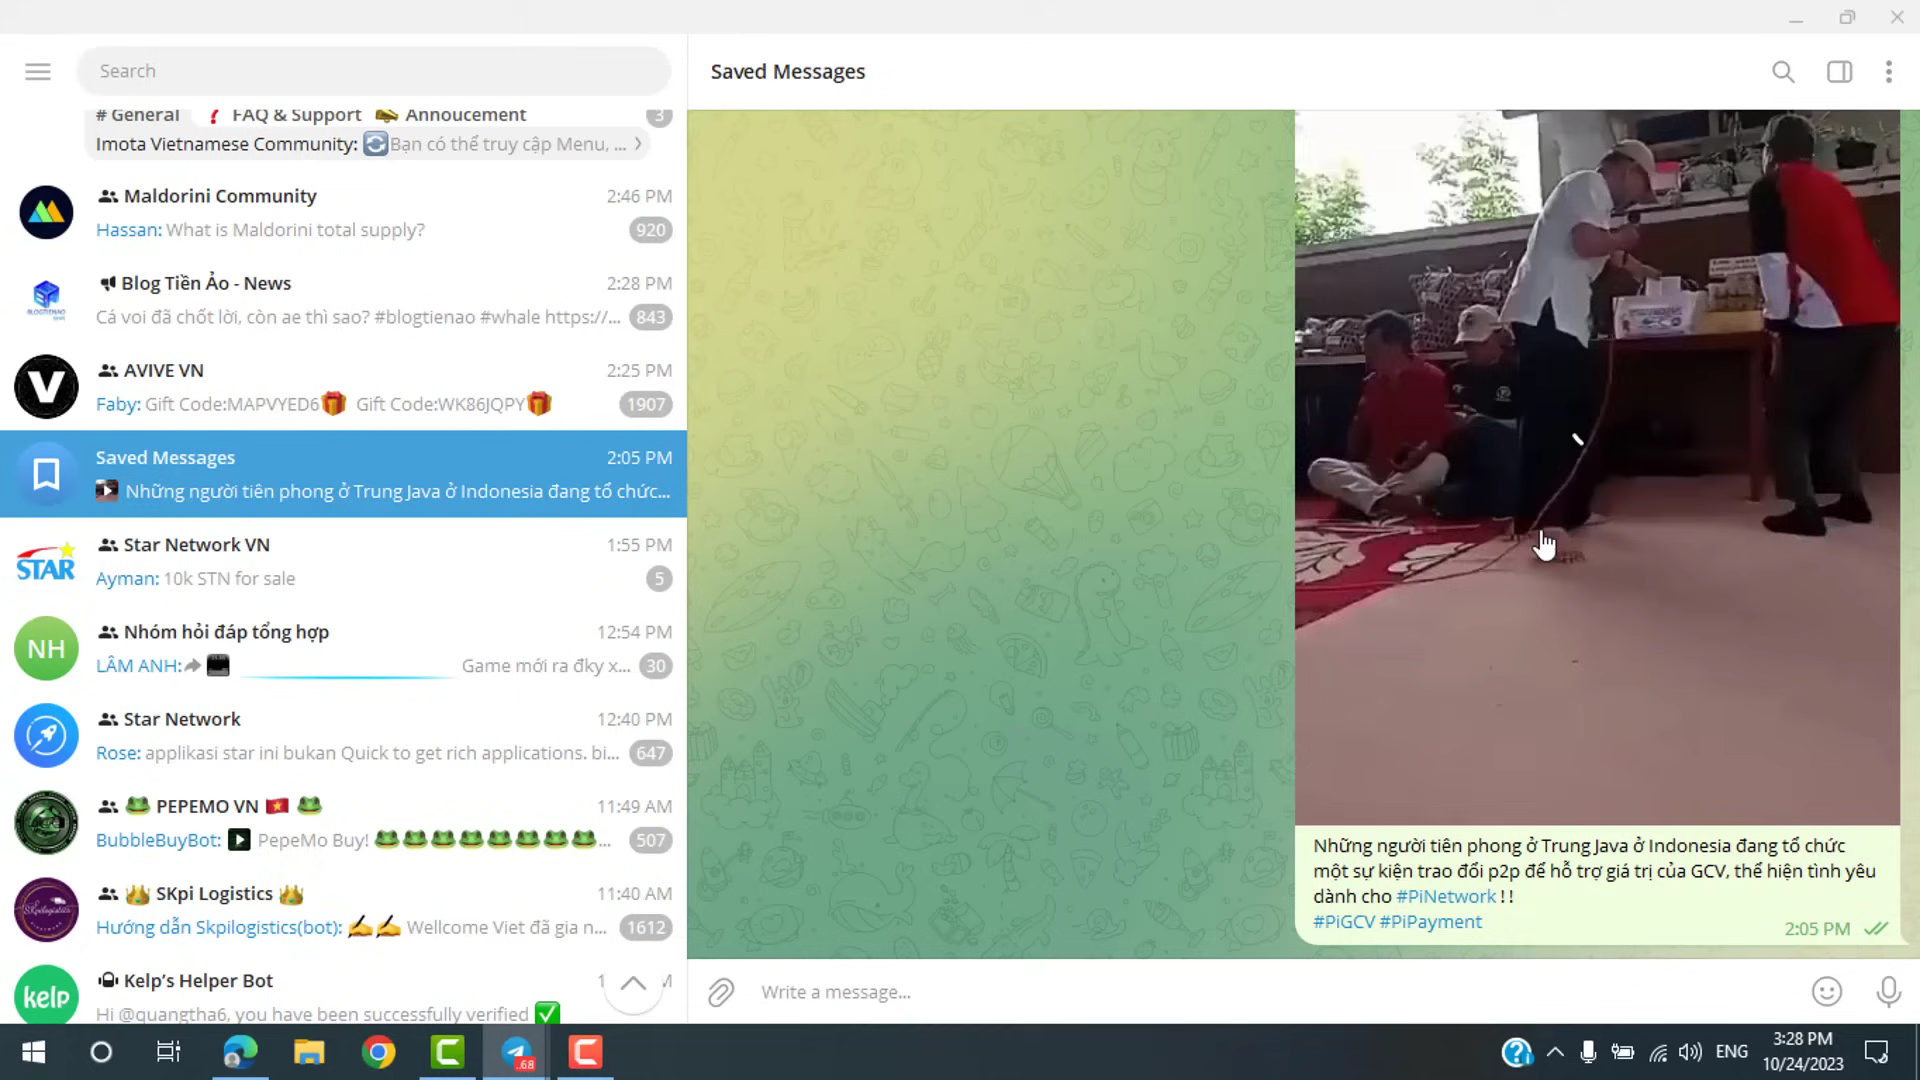 Search
Saved Messages
# General FAQ & Support Annoucement 3
Imota Vietnamese Community: Bạn có thể truy cập Menu, ...
Maldorini Community 2:46 PM
Hassan: What is Maldorini total supply? 920
Blog Tiền Ảo - News 2:28 PM
Cá voi đã chốt lời, còn ae thì sao? #blogtienao #whale https://... 843
AVIVE VN 2:25 PM
Faby: Gift Code:MAPVYED6 Gift Code:WK86JQPY 1907
Saved Messages 2:05 PM
Những người tiên phong ở Trung Java ở Indonesia đang tổ chức...
STAR
Star Network VN 1:55 PM
Ayman: 10k STN for sale 5
NH
Nhóm hỏi đáp tổng hợp 12:54 PM
LÂM ANH: Game mới ra đky x... 30
Star Network 12:40 PM
Rose: applikasi star ini bukan Quick to get rich applications. bi... 647
PEPEMO VN 11:49 AM
BubbleBuyBot: PepeMo Buy! ... 507
SKpi Logistics 11:40 AM
Hướng dẫn Skpilogistics(bot): Wellcome Viet đã gia n... 1612
kelp
Kelp's Helper Bot
Hi @quangtha6, you have been successfully verified
Những người tiên phong ở Trung Java ở Indonesia đang tổ chức
một sự kiện trao đổi p2p để hỗ trợ giá trị của GCV, thể hiện tình yêu
dành cho #PiNetwork !!
#PiGCV #PiPayment
2:05 PM
Write a message...
..68
ENG
3:28 PM
10/24/2023